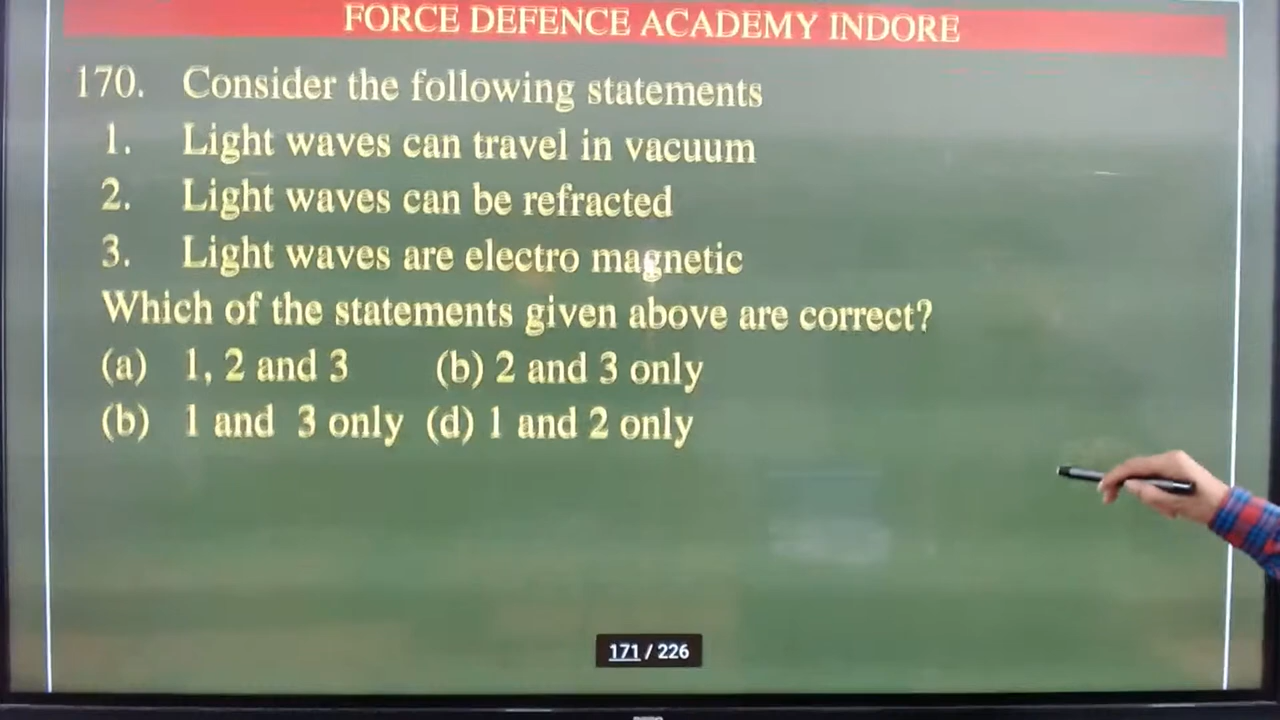 FORCE DEFENCE ACADEMY INDORE
170. Consider the following statements
1. Light waves can travel in vacuum
2. Light waves can be refracted
3. Light waves are electro magnetic
Which of the statements given above are correct?
(a) 1, 2 and 3 (b) 2 and 3 only
(b) 1 and 3 only (d) 1 and 2 only
171 / 226